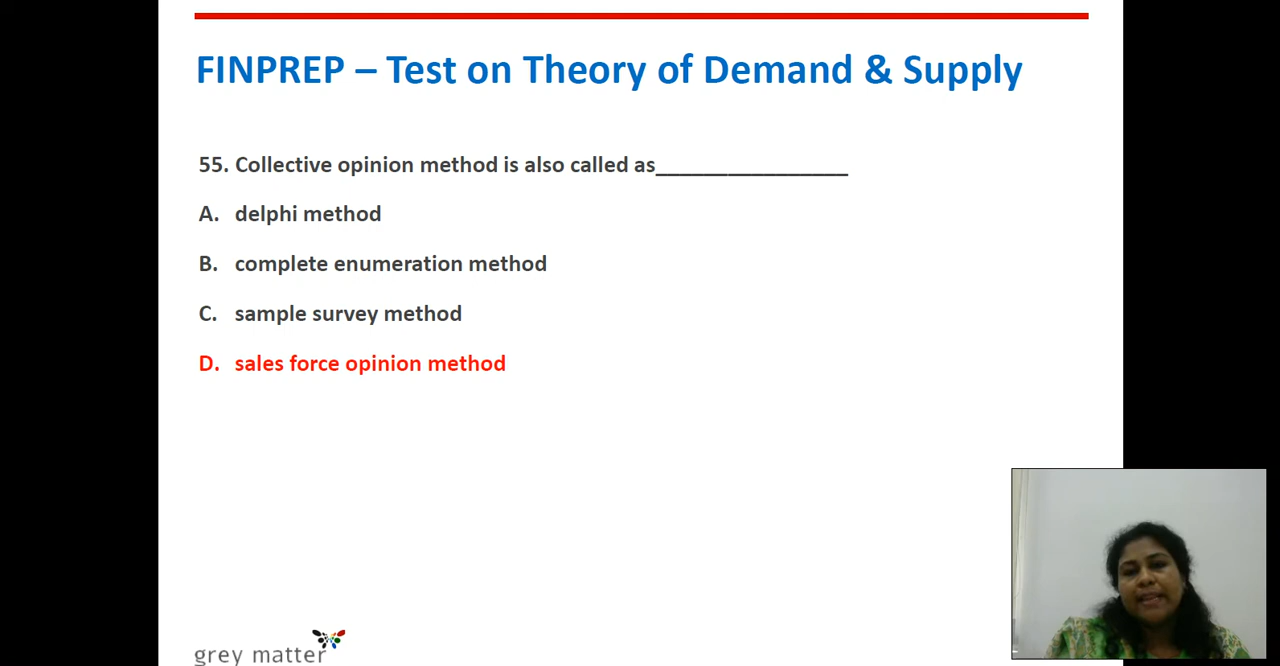 FINPREP – Test on Theory of Demand & Supply
55. Collective opinion method is also called as________________
A. delphi method
B. complete enumeration method
C. sample survey method
D. sales force opinion method
grey matter